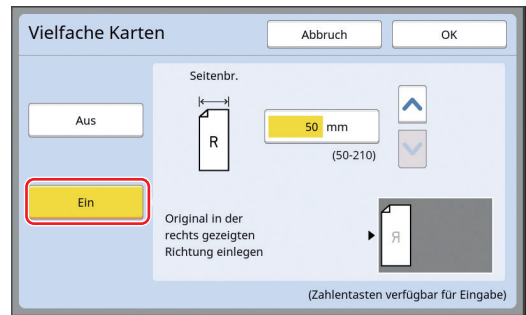 Vielfache Karten
Abbruch
OK
Seitenbr.
Aus
R
50 mm
(50-210)
Ein
Original in der
rechts gezeigten
Richtung einlegen
R
(Zahlentasten verfügbar für Eingabe)